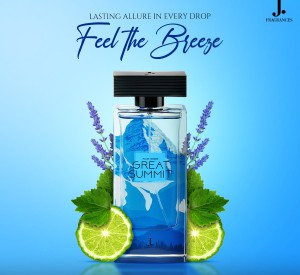 LASTING ALLURE IN EVERY DROP
J.
FRAGRANCES
Feel the Breeze
GREAT
SUMMIT
J.